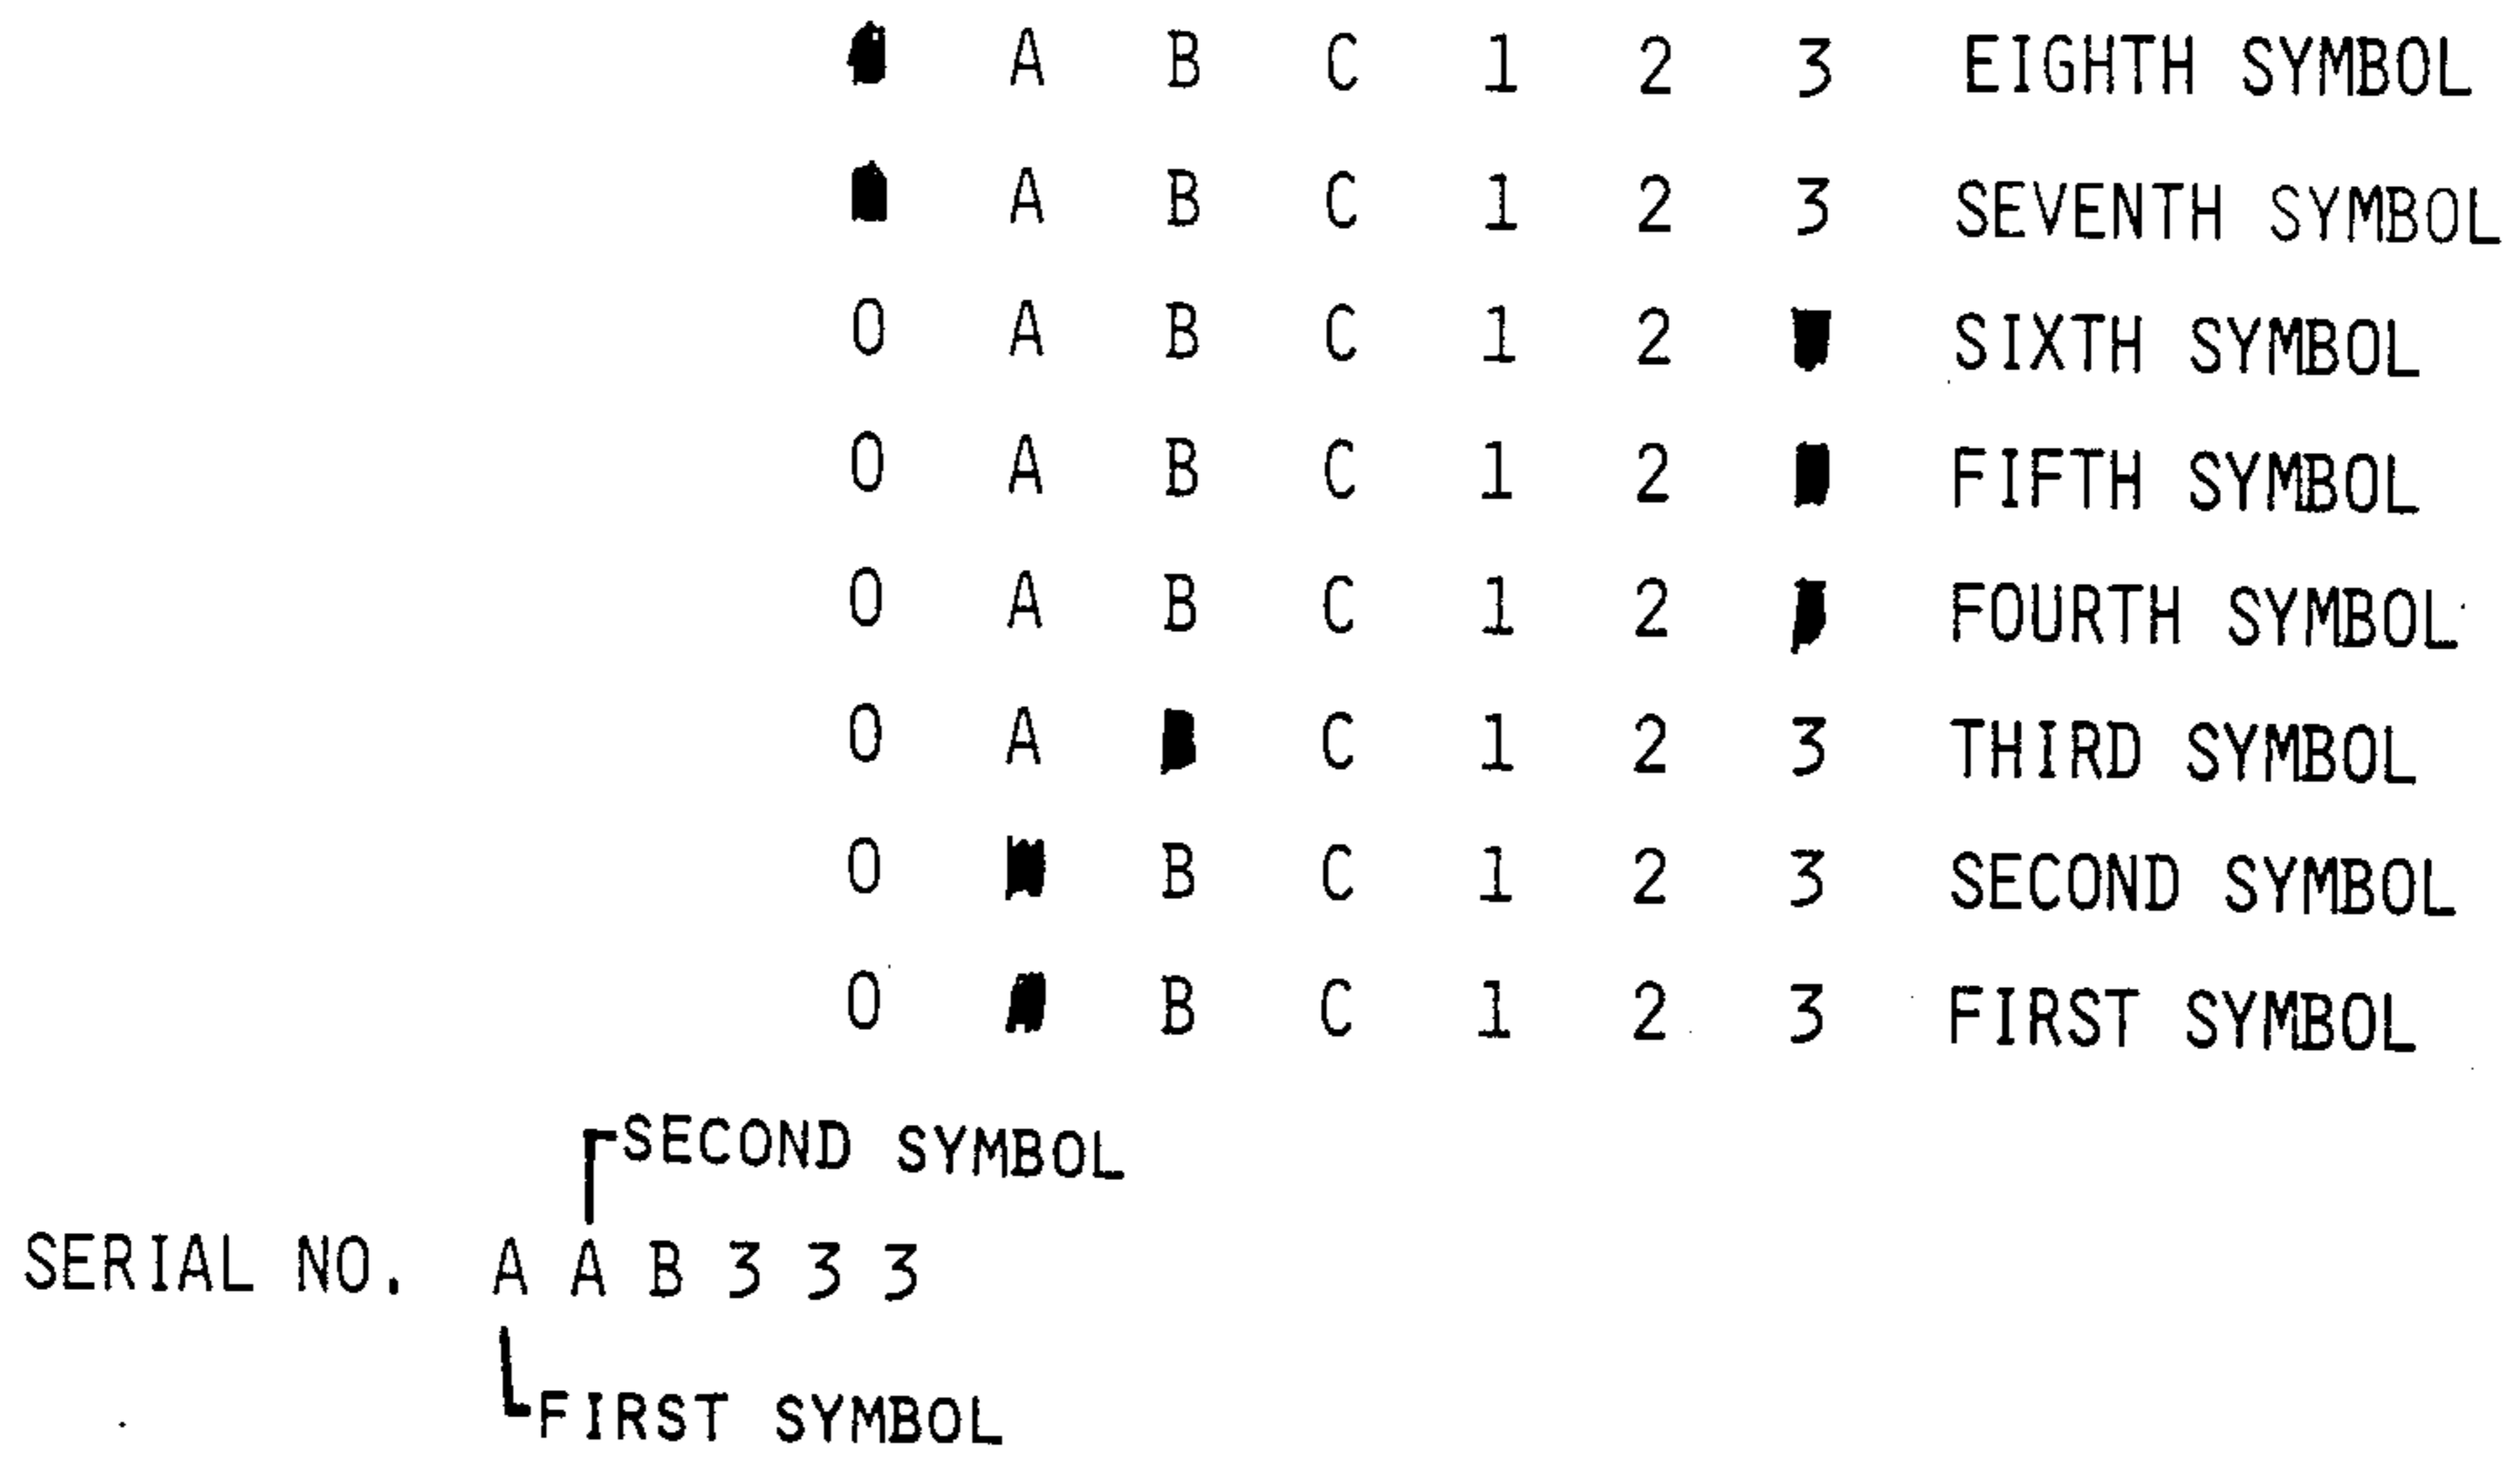 A B C 1 2 3 EIGHTH SYMBOL
A B C 1 2 3 SEVENTH SYMBOL
0 A B C 1 2 SIXTH SYMBOL
0 A B C 1 2 FIFTH SYMBOL
0 A B C 1 2 FOURTH SYMBOL
0 A C 1 2 3 THIRD SYMBOL
0 B C 1 2 3 SECOND SYMBOL
0 B C 1 2 3 FIRST SYMBOL
SECOND SYMBOL
SERIAL NO. A A B 3 3 3
FIRST SYMBOL